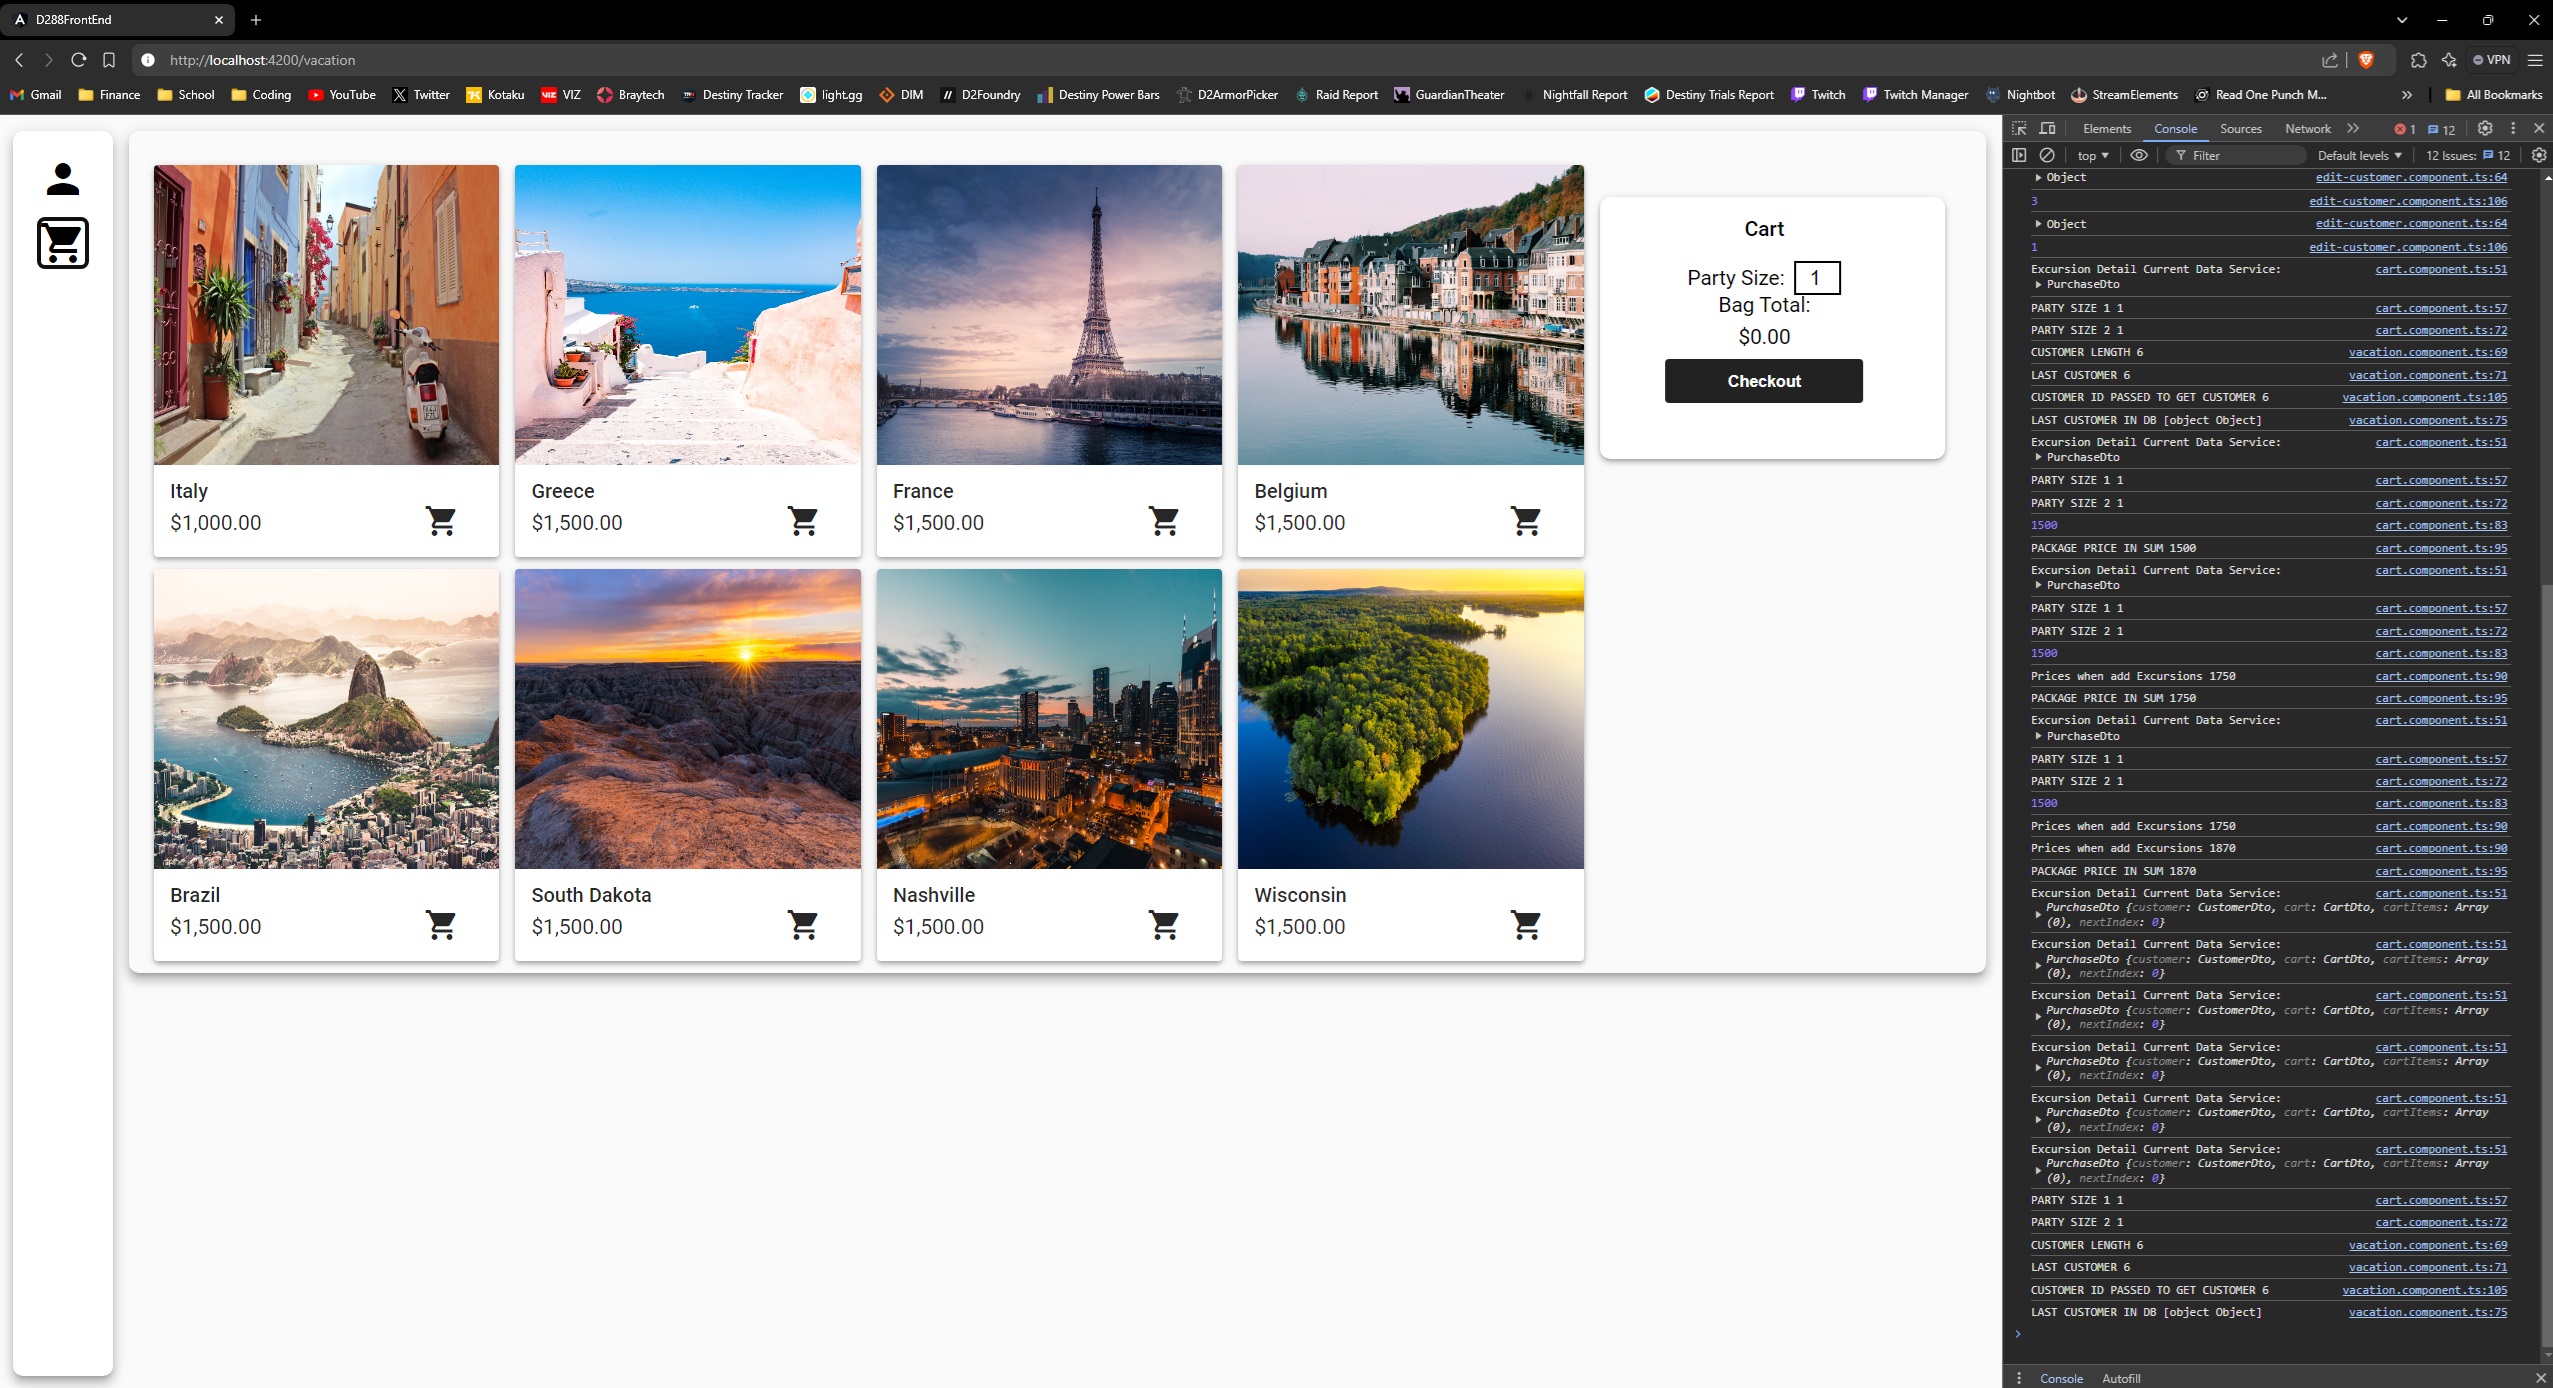 D288FrontEnd
http://localhost:4200/vacation
VPN
Gmail Finance School Coding YouTube Twitter Kotaku VIZ Braytech Destiny Tracker light.gg DIM D2Foundry Destiny Power Bars D2ArmorPicker Raid Report GuardianTheater Nightfall Report Destiny Trials Report Twitch Twitch Manager Nightbot StreamElements Read One Punch M... » All Bookmarks
Cart
Party Size: 1
Bag Total:
$0.00
Checkout
Italy
$1,000.00
Greece
$1,500.00
France
$1,500.00
Belgium
$1,500.00
Brazil
$1,500.00
South Dakota
$1,500.00
Nashville
$1,500.00
Wisconsin
$1,500.00
Elements Console Sources Network » 1 12
top Filter Default levels 12 Issues: 12
Object edit-customer.component.ts:64
3 edit-customer.component.ts:106
Object edit-customer.component.ts:64
1 edit-customer.component.ts:106
Excursion Detail Current Data Service: cart.component.ts:51
PurchaseDto
PARTY SIZE 1 1 cart.component.ts:57
PARTY SIZE 2 1 cart.component.ts:72
CUSTOMER LENGTH 6 vacation.component.ts:69
LAST CUSTOMER 6 vacation.component.ts:71
CUSTOMER ID PASSED TO GET CUSTOMER 6 vacation.component.ts:105
LAST CUSTOMER IN DB [object Object] vacation.component.ts:75
Excursion Detail Current Data Service: cart.component.ts:51
PurchaseDto
PARTY SIZE 1 1 cart.component.ts:57
PARTY SIZE 2 1 cart.component.ts:72
1500 cart.component.ts:83
PACKAGE PRICE IN SUM 1500 cart.component.ts:95
Excursion Detail Current Data Service: cart.component.ts:51
PurchaseDto
PARTY SIZE 1 1 cart.component.ts:57
PARTY SIZE 2 1 cart.component.ts:72
1500 cart.component.ts:83
Prices when add Excursions 1750 cart.component.ts:90
PACKAGE PRICE IN SUM 1750 cart.component.ts:95
Excursion Detail Current Data Service: cart.component.ts:51
PurchaseDto
PARTY SIZE 1 1 cart.component.ts:57
PARTY SIZE 2 1 cart.component.ts:72
1500 cart.component.ts:83
Prices when add Excursions 1750 cart.component.ts:90
Prices when add Excursions 1870 cart.component.ts:90
PACKAGE PRICE IN SUM 1870 cart.component.ts:95
Excursion Detail Current Data Service: cart.component.ts:51
PurchaseDto {customer: CustomerDto, cart: CartDto, cartItems: Array
(0), nextIndex: 0}
Excursion Detail Current Data Service: cart.component.ts:51
PurchaseDto {customer: CustomerDto, cart: CartDto, cartItems: Array
(0), nextIndex: 0}
Excursion Detail Current Data Service: cart.component.ts:51
PurchaseDto {customer: CustomerDto, cart: CartDto, cartItems: Array
(0), nextIndex: 0}
Excursion Detail Current Data Service: cart.component.ts:51
PurchaseDto {customer: CustomerDto, cart: CartDto, cartItems: Array
(0), nextIndex: 0}
Excursion Detail Current Data Service: cart.component.ts:51
PurchaseDto {customer: CustomerDto, cart: CartDto, cartItems: Array
(0), nextIndex: 0}
Excursion Detail Current Data Service: cart.component.ts:51
PurchaseDto {customer: CustomerDto, cart: CartDto, cartItems: Array
(0), nextIndex: 0}
PARTY SIZE 1 1 cart.component.ts:57
PARTY SIZE 2 1 cart.component.ts:72
CUSTOMER LENGTH 6 vacation.component.ts:69
LAST CUSTOMER 6 vacation.component.ts:71
CUSTOMER ID PASSED TO GET CUSTOMER 6 vacation.component.ts:105
LAST CUSTOMER IN DB [object Object] vacation.component.ts:75
Console Autofill